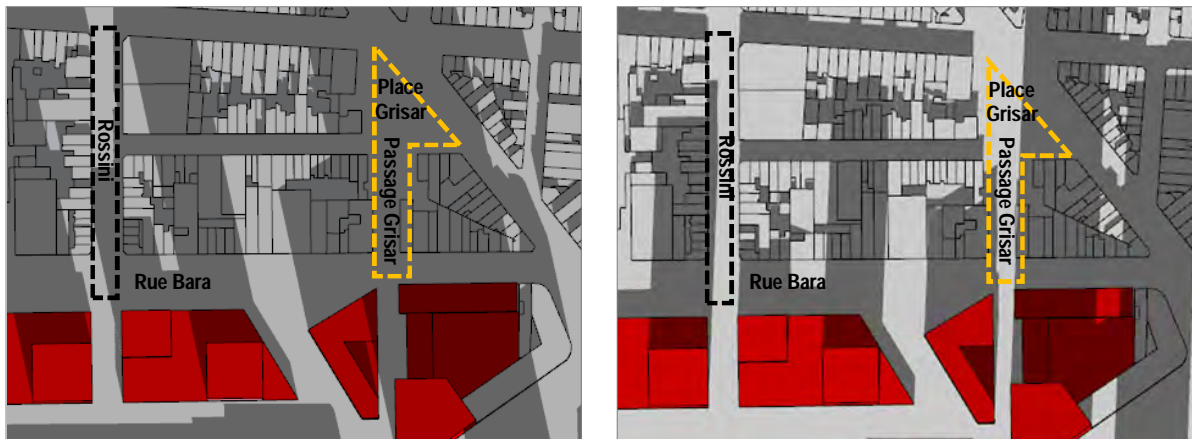 Rossini
Place
Grisar
Passage Grisar
Rue Bara
Rossini
Place
Grisar
Passage Grisar
Rue Bara